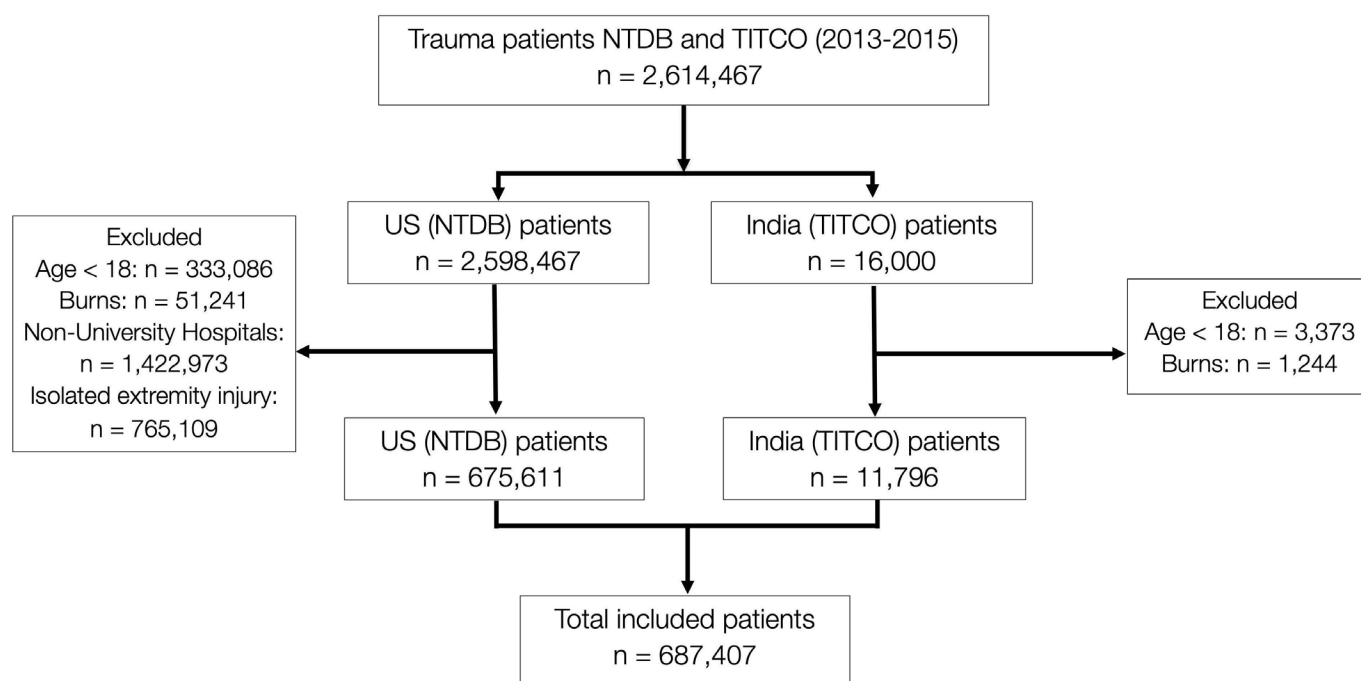 Trauma patients NTDB and TITCO (2013-2015)
n = 2,614,467
US (NTDB) patients
n = 2,598,467
India (TITCO) patients
n = 16,000
Excluded
Age < 18: n = 333,086
Burns: n = 51,241
Non-University Hospitals:
n = 1,422,973
Isolated extremity injury:
n = 765,109
Excluded
Age < 18: n = 3,373
Burns: n = 1,244
US (NTDB) patients
n = 675,611
India (TITCO) patients
n = 11,796
Total included patients
n = 687,407